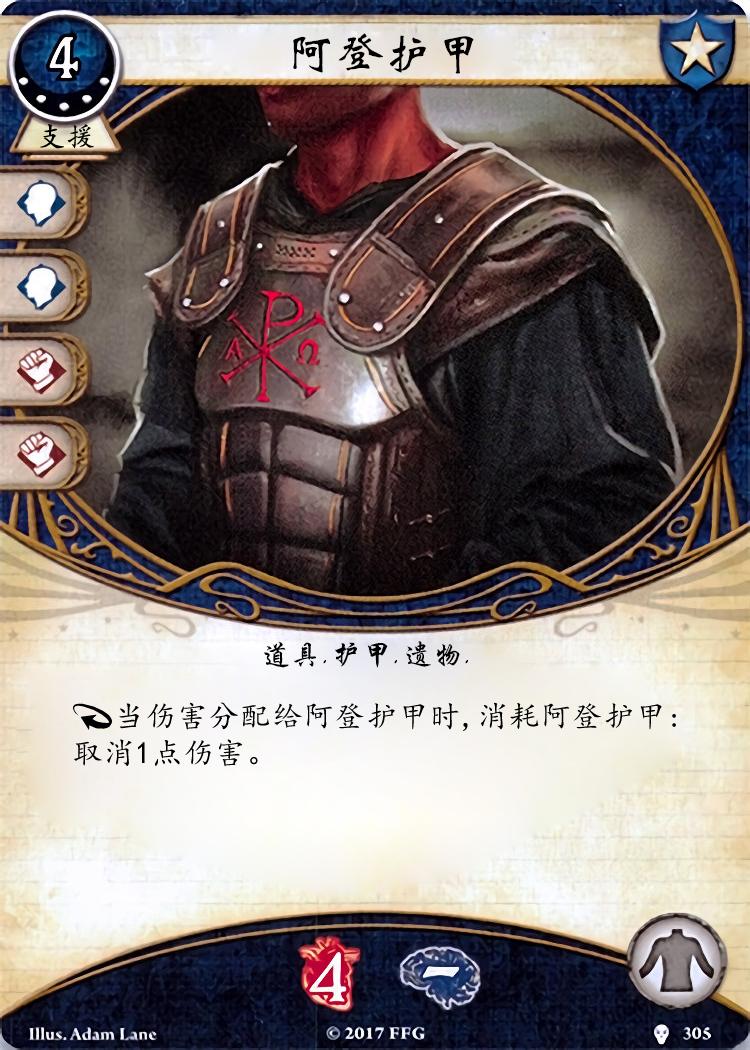 4
阿登护甲
支援
Α Ω
道具.护甲.遗物.
当伤害分配给阿登护甲时,消耗阿登护甲:
取消1点伤害。
4
–
Illus. Adam Lane
© 2017 FFG
305